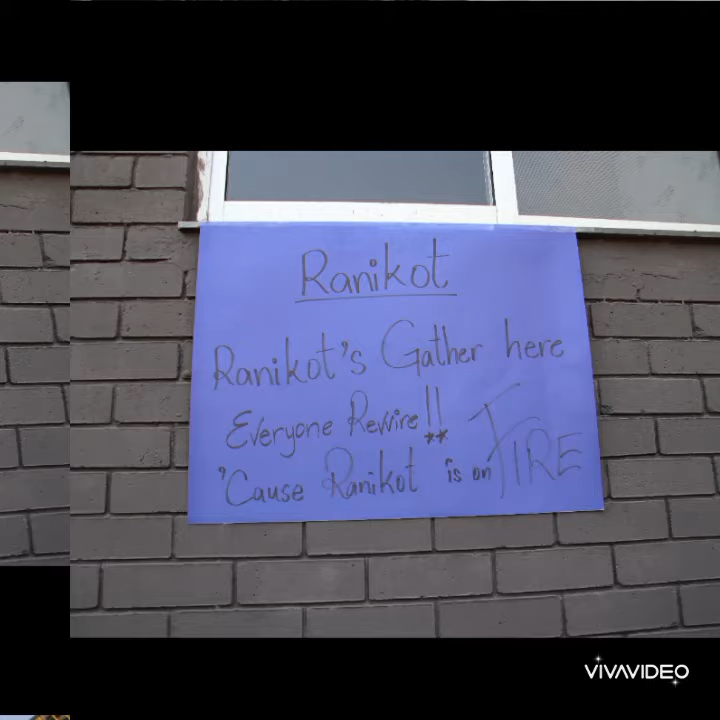 Ranikot
Ranikot's Gather here
Everyone Rewire!!
**
'Cause Ranikot is on FIRE
VIVAVIDEO